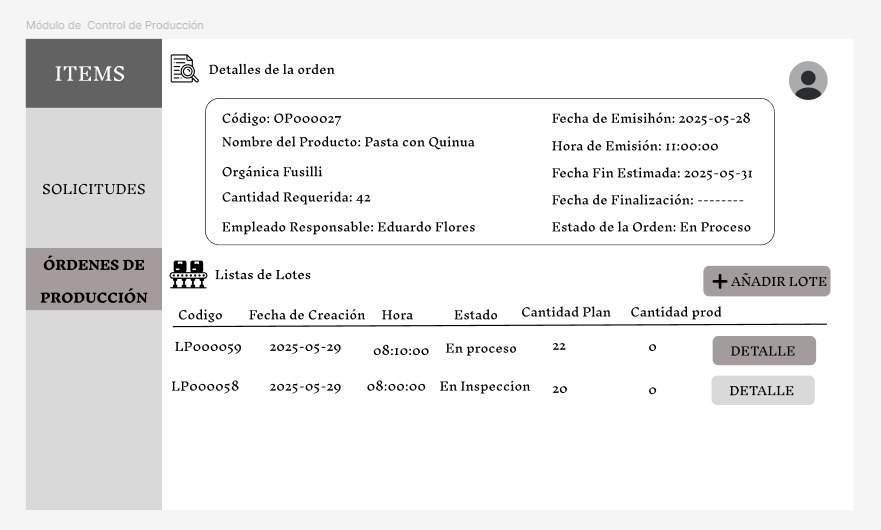 Módulo de Control de Producción
ITEMS
SOLICITUDES
ÓRDENES DE
PRODUCCIÓN
Detalles de la orden
Código: OP000027
Nombre del Producto: Pasta con Quinua
Orgánica Fusilli
Cantidad Requerida: 42
Empleado Responsable: Eduardo Flores
Fecha de Emisihón: 2025-05-28
Hora de Emisión: 11:00:00
Fecha Fin Estimada: 2025-05-31
Fecha de Finalización: --------
Estado de la Orden: En Proceso
Listas de Lotes
AÑADIR LOTE
Codigo Fecha de Creación Hora Estado Cantidad Plan Cantidad prod
LP000059 2025-05-29 08:10:00 En proceso 22 0 DETALLE
LP000058 2025-05-29 08:00:00 En Inspeccion 20 0 DETALLE